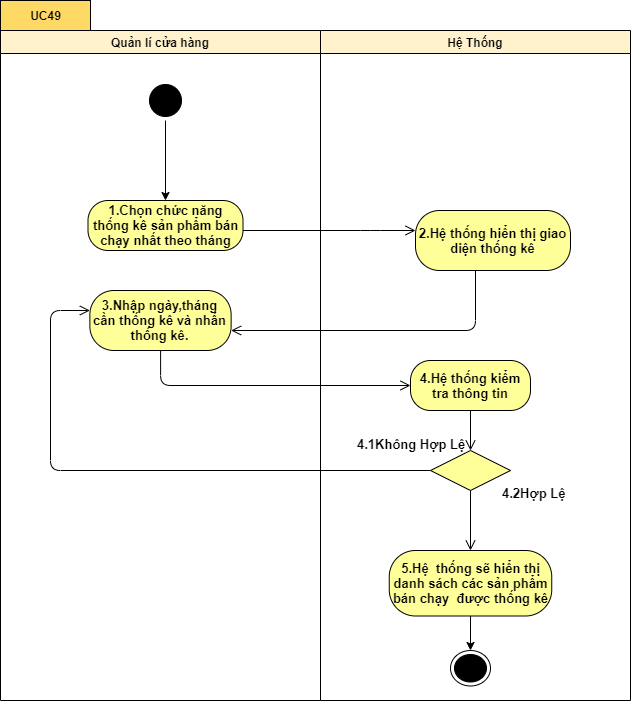 UC49
Quản lí cửa hàng
Hệ Thống
1.Chọn chức năng
thống kê sản phẩm bán
chạy nhất theo tháng
2.Hệ thống hiển thị giao
diện thống kê
3.Nhập ngày,tháng
cần thống kê và nhấn
thống kê.
4.Hệ thống kiểm
tra thông tin
4.1Không Hợp Lệ
4.2Hợp Lệ
5.Hệ thống sẽ hiển thị
danh sách các sản phẩm
bán chạy được thống kê